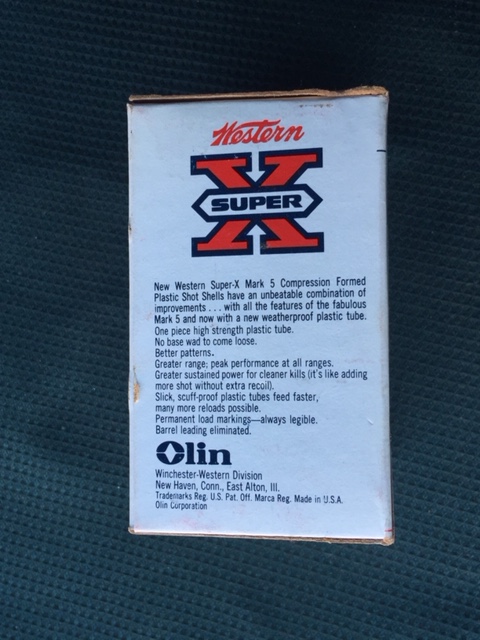 Western
SUPER X
New Western Super-X Mark 5 Compression Formed
Plastic Shot Shells have an unbeatable combination of
improvements . . . with all the features of the fabulous
Mark 5 and now with a new weatherproof plastic tube.
One piece high strength plastic tube.
No base wad to come loose.
Better patterns.
Greater range; peak performance at all ranges.
Greater sustained power for cleaner kills (it's like adding
more shot without extra recoil).
Slick, scuff-proof plastic tubes feed faster,
many more reloads possible.
Permanent load markings—always legible.
Barrel leading eliminated.
Olin
Winchester-Western Division
New Haven, Conn., East Alton, Ill.
Trademarks Reg. U.S. Pat. Off. Marca Reg. Made in U.S.A.
Olin Corporation